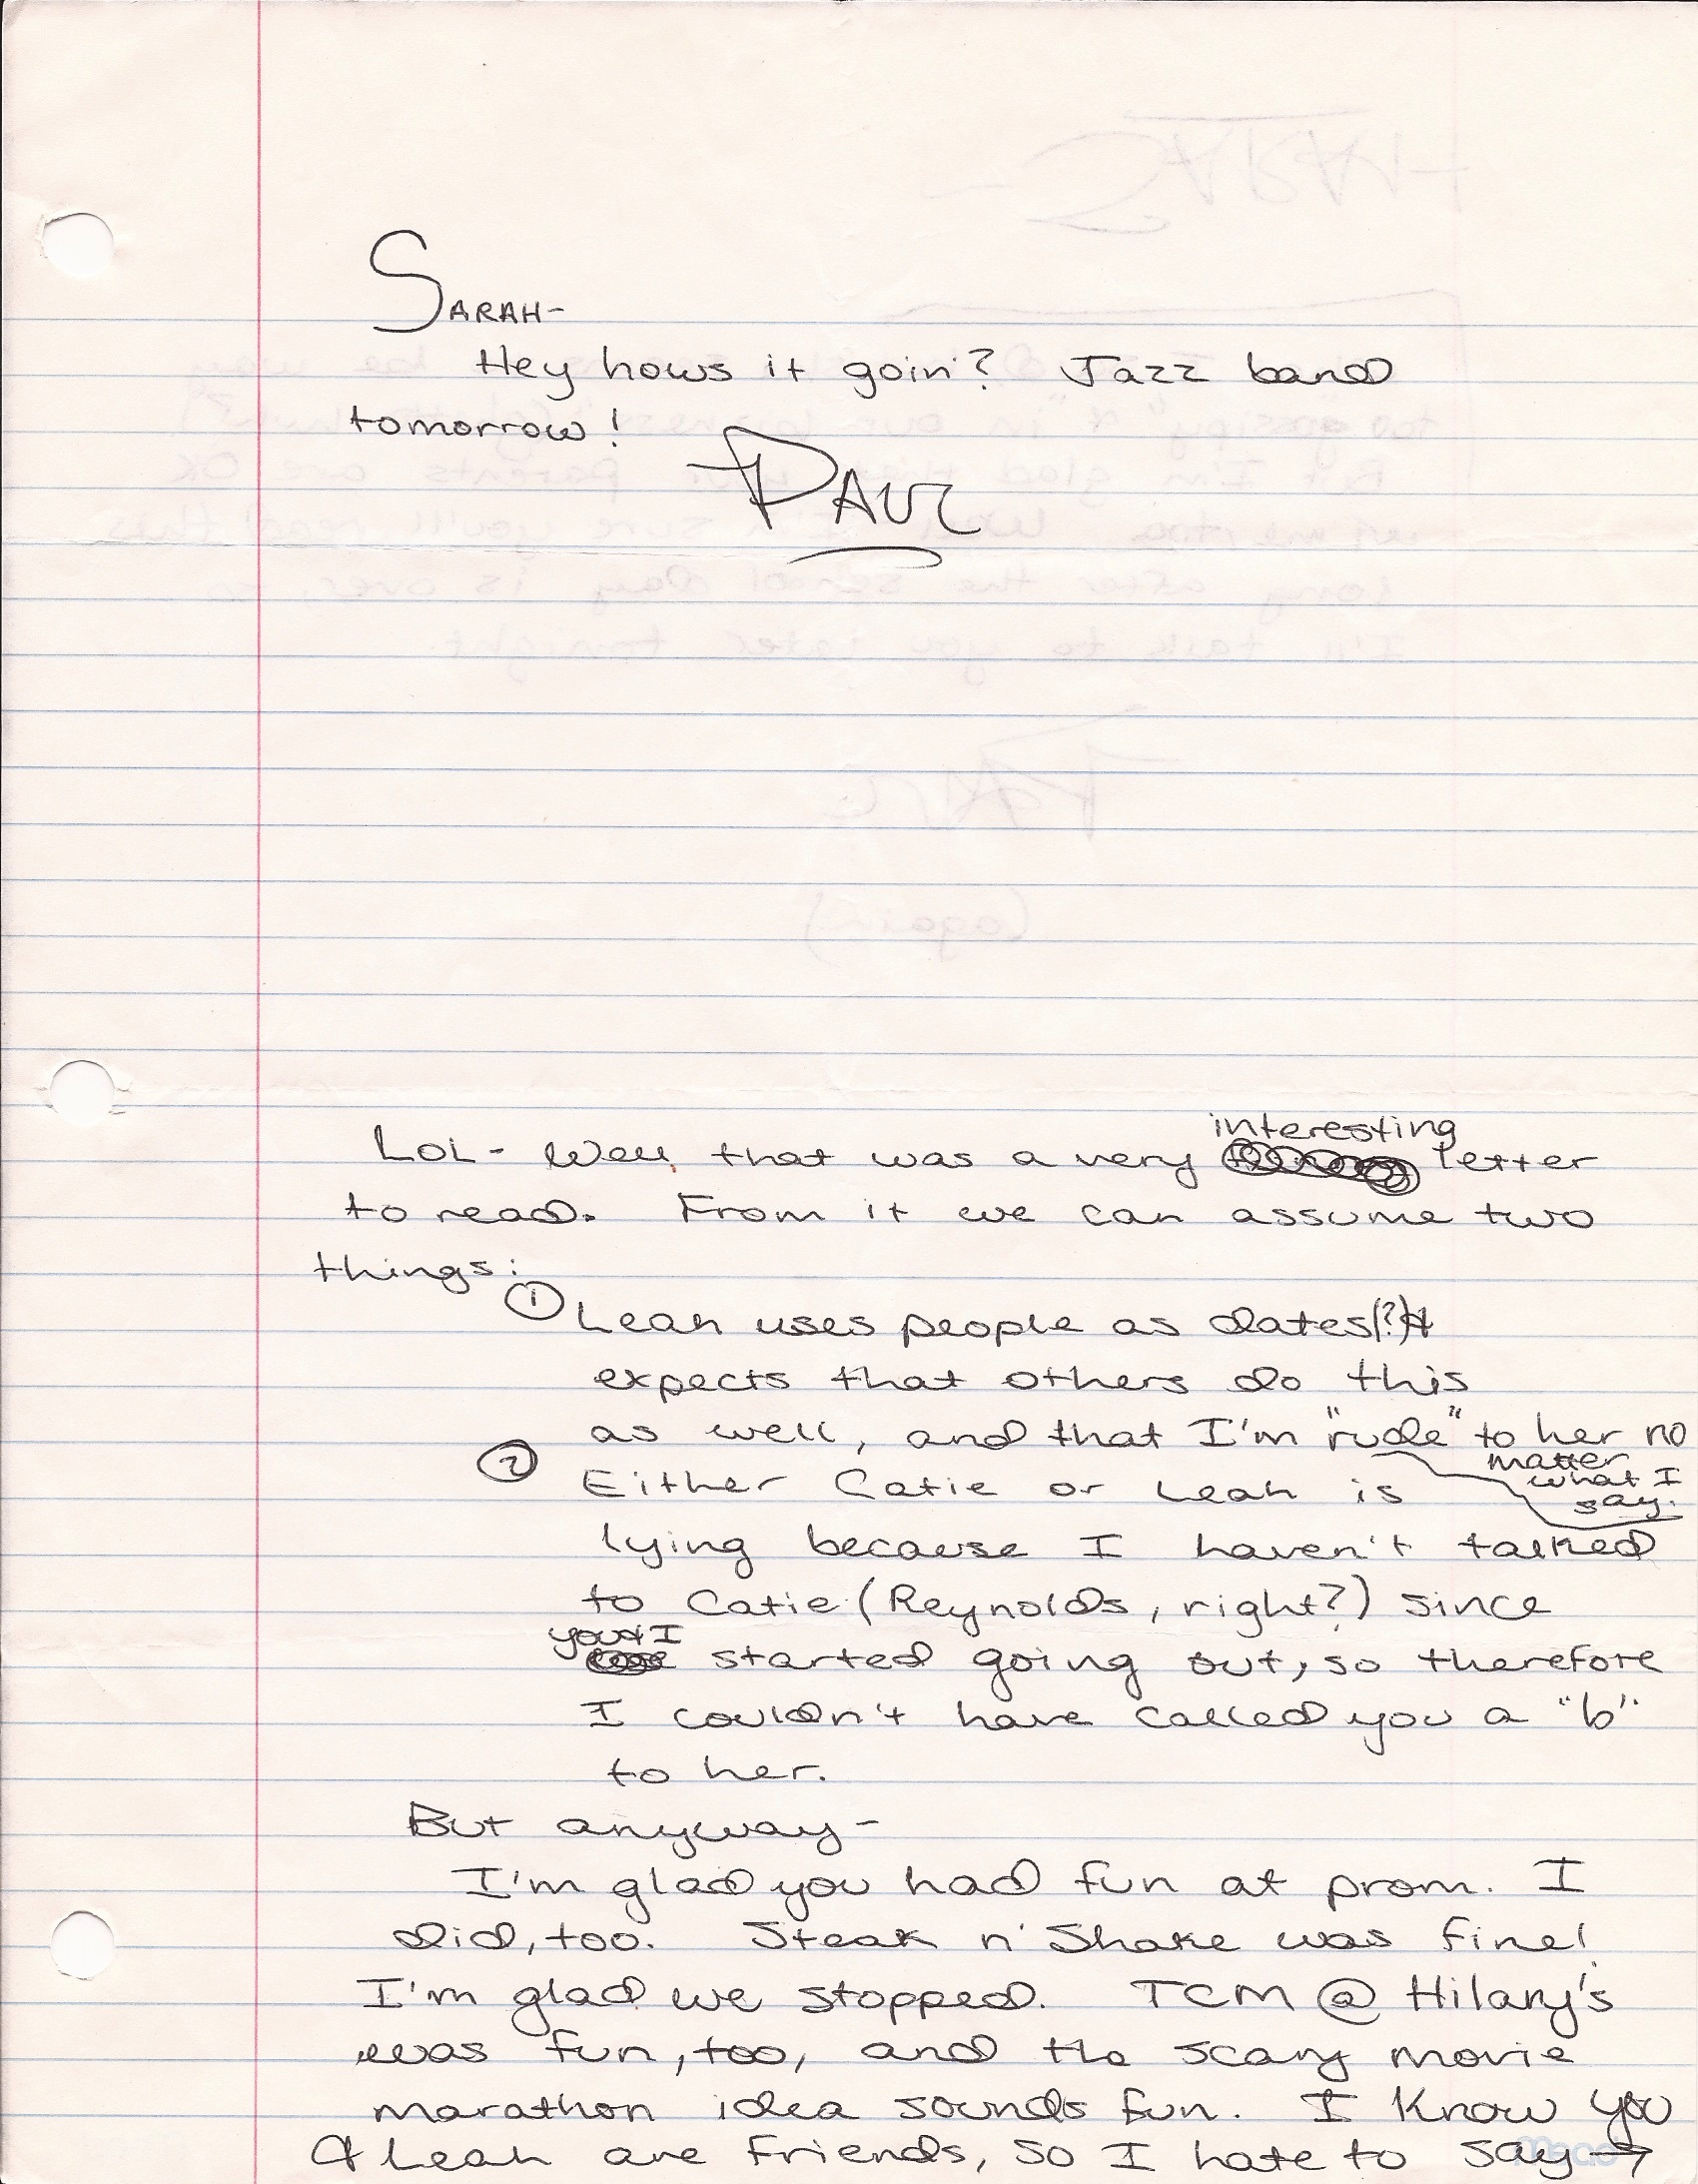 SARAH-
Hey hows it goin'? Jazz band
tomorrow!
PAUL
interesting
LOL- Well, that was a very letter
to read. From it we can assume two
things:
① Leah uses people as dates(?) &
expects that others do this
as well, and that I'm "rude" to her no
matter
what I
say.
② Either Catie or Leah is
lying because I haven't talked
to Catie (Reynolds, right?) since
you & I
started going out, so therefore
I couldn't have called you a "b"
to her.
But anyway-
I'm glad you had fun at prom. I
did, too. Steak n' Shake was fine!
I'm glad we stopped. TCM @ Hilary's
was fun, too, and the scary movie
marathon idea sounds fun. I know you
& Leah are friends, so I hate to say →